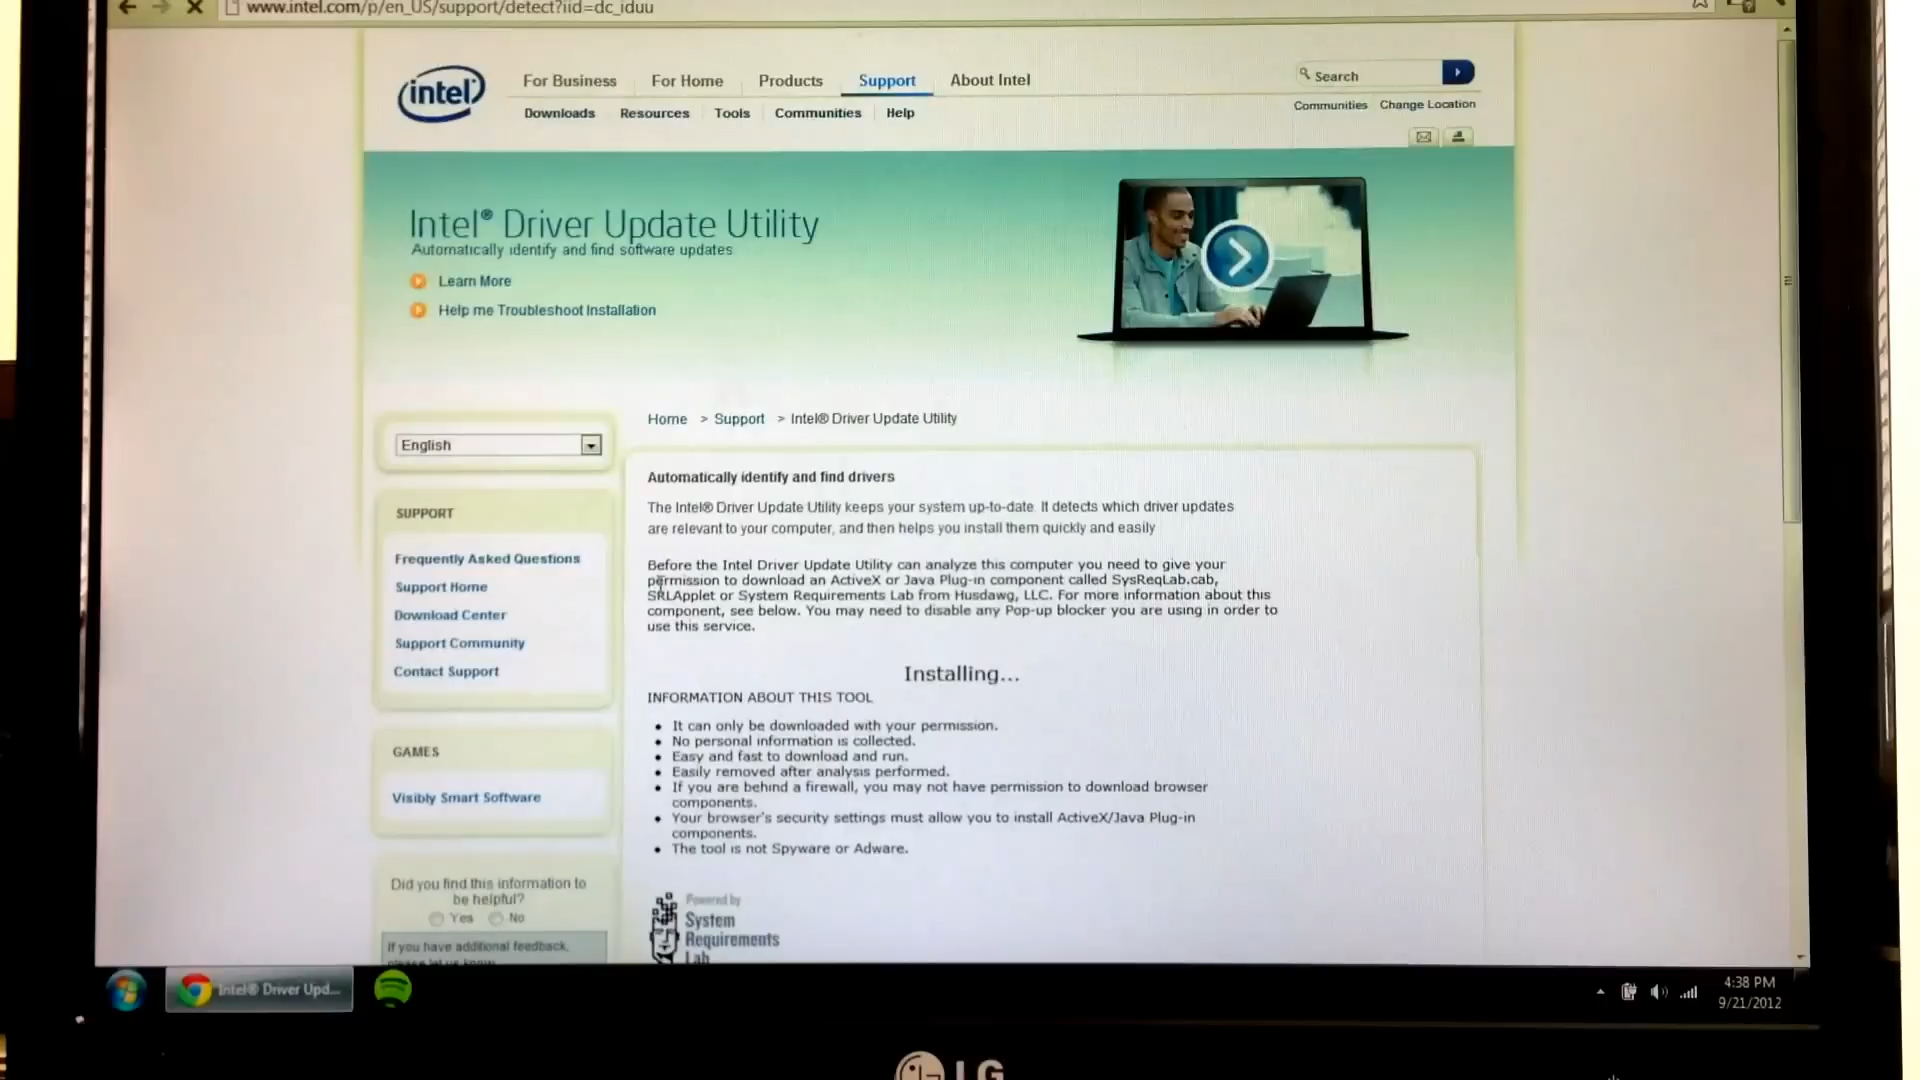 www.intel.com/p/en_US/support/detect?iid=dc_iduu
intel
For Business
For Home
Products
Support
About Intel
Search
Downloads
Resources
Tools
Communities
Help
Communities
Change Location
Intel® Driver Update Utility
Automatically identify and find software updates
Learn More
Help me Troubleshoot Installation
Home > Support > Intel® Driver Update Utility
English
SUPPORT
Frequently Asked Questions
Support Home
Download Center
Support Community
Contact Support
GAMES
Visibly Smart Software
Did you find this information to
be helpful?
Yes No
If you have additional feedback,
please let us know
Automatically identify and find drivers
The Intel® Driver Update Utility keeps your system up-to-date. It detects which driver updates
are relevant to your computer, and then helps you install them quickly and easily
Before the Intel Driver Update Utility can analyze this computer you need to give your
permission to download an ActiveX or Java Plug-in component called SysReqLab.cab,
SRLApplet or System Requirements Lab from Husdawg, LLC. For more information about this
component, see below. You may need to disable any Pop-up blocker you are using in order to
use this service.
Installing...
INFORMATION ABOUT THIS TOOL
It can only be downloaded with your permission.
No personal information is collected.
Easy and fast to download and run.
Easily removed after analysis performed.
If you are behind a firewall, you may not have permission to download browser
components.
Your browser's security settings must allow you to install ActiveX/Java Plug-in
components.
The tool is not Spyware or Adware.
Powered by
System
Requirements
Lab
Intel® Driver Upd...
4:38 PM
9/21/2012
LG